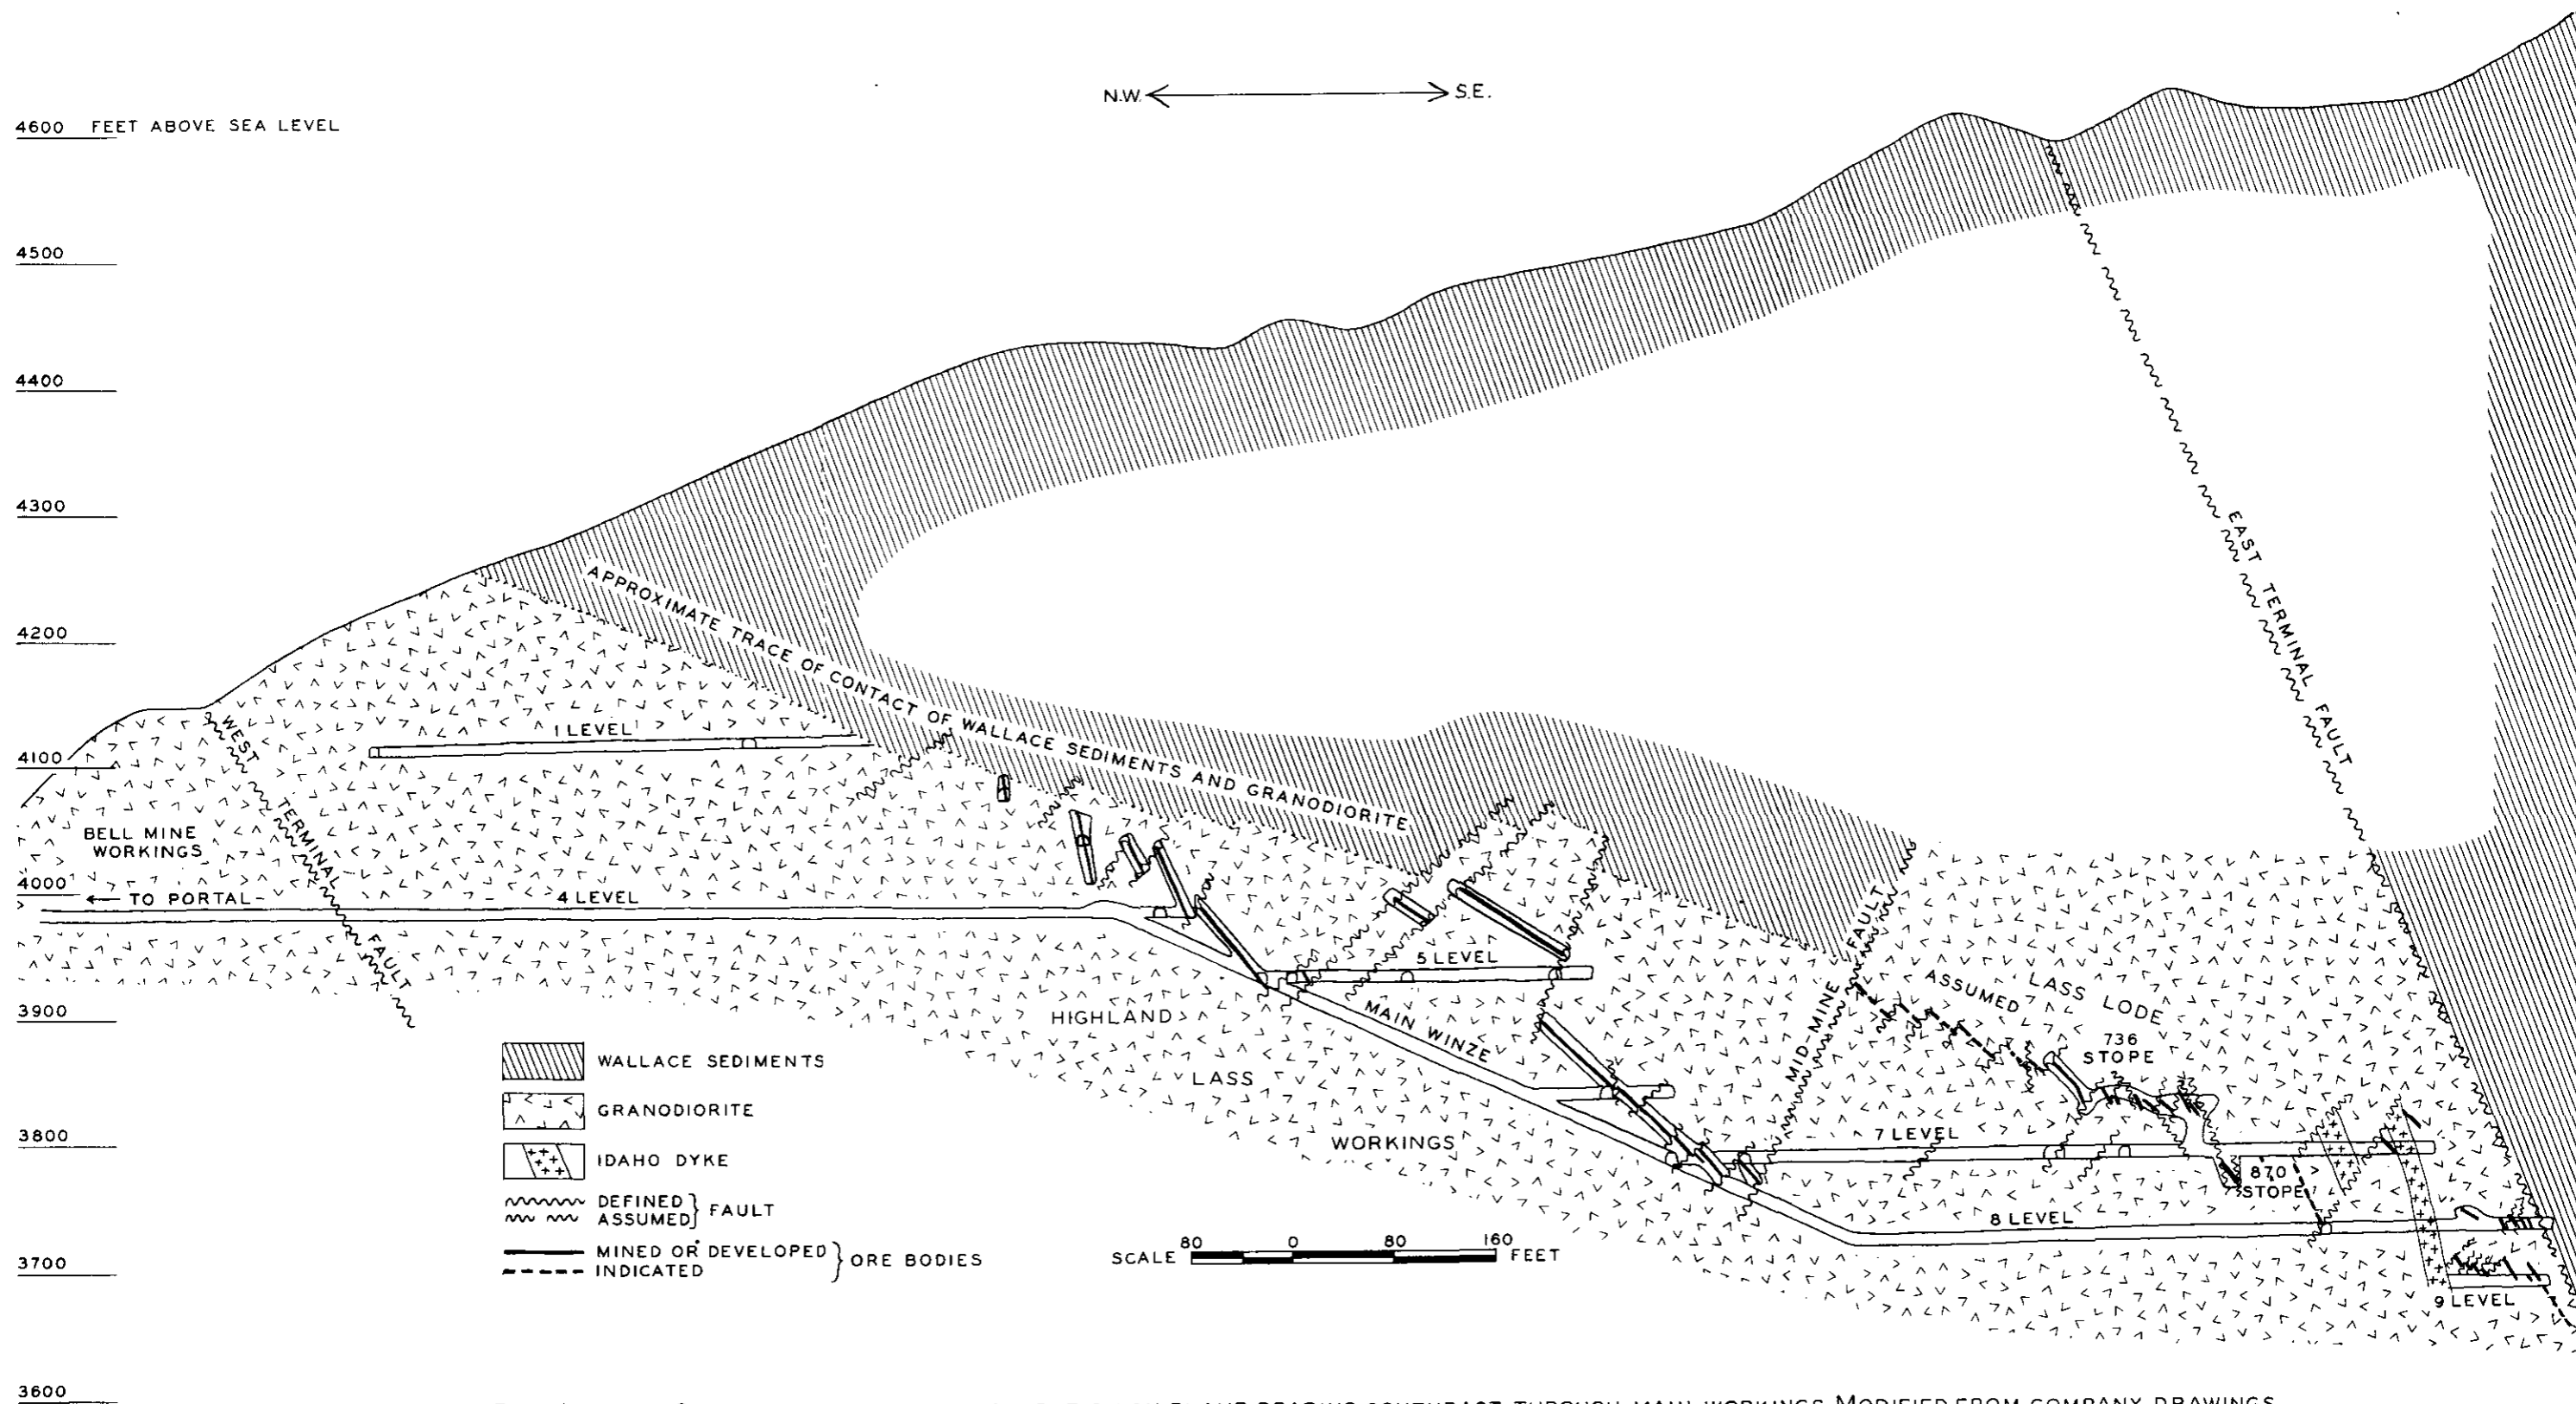 N.W. S.E.
4600 FEET ABOVE SEA LEVEL
4500
4400
4300
4200
4100
4000
3900
3800
3700
3600
EAST TERMINAL FAULT
APPROXIMATE TRACE OF CONTACT OF WALLACE SEDIMENTS AND GRANODIORITE
WEST TERMINAL FAULT
1 LEVEL
BELL MINE
WORKINGS
TO PORTAL
4 LEVEL
5 LEVEL
HIGHLAND
LASS
WORKINGS
MAIN WINZE
MID-MINE FAULT
ASSUMED LASS LODE
736
STOPE
7 LEVEL
870
STOPE
8 LEVEL
9 LEVEL
WALLACE SEDIMENTS
GRANODIORITE
IDAHO DYKE
DEFINED
ASSUMED
FAULT
MINED OR DEVELOPED
INDICATED
ORE BODIES
SCALE 80 0 80 160 FEET
SOUTHEAST THROUGH MAIN WORKINGS. MODIFIED FROM COMPANY DRAWINGS